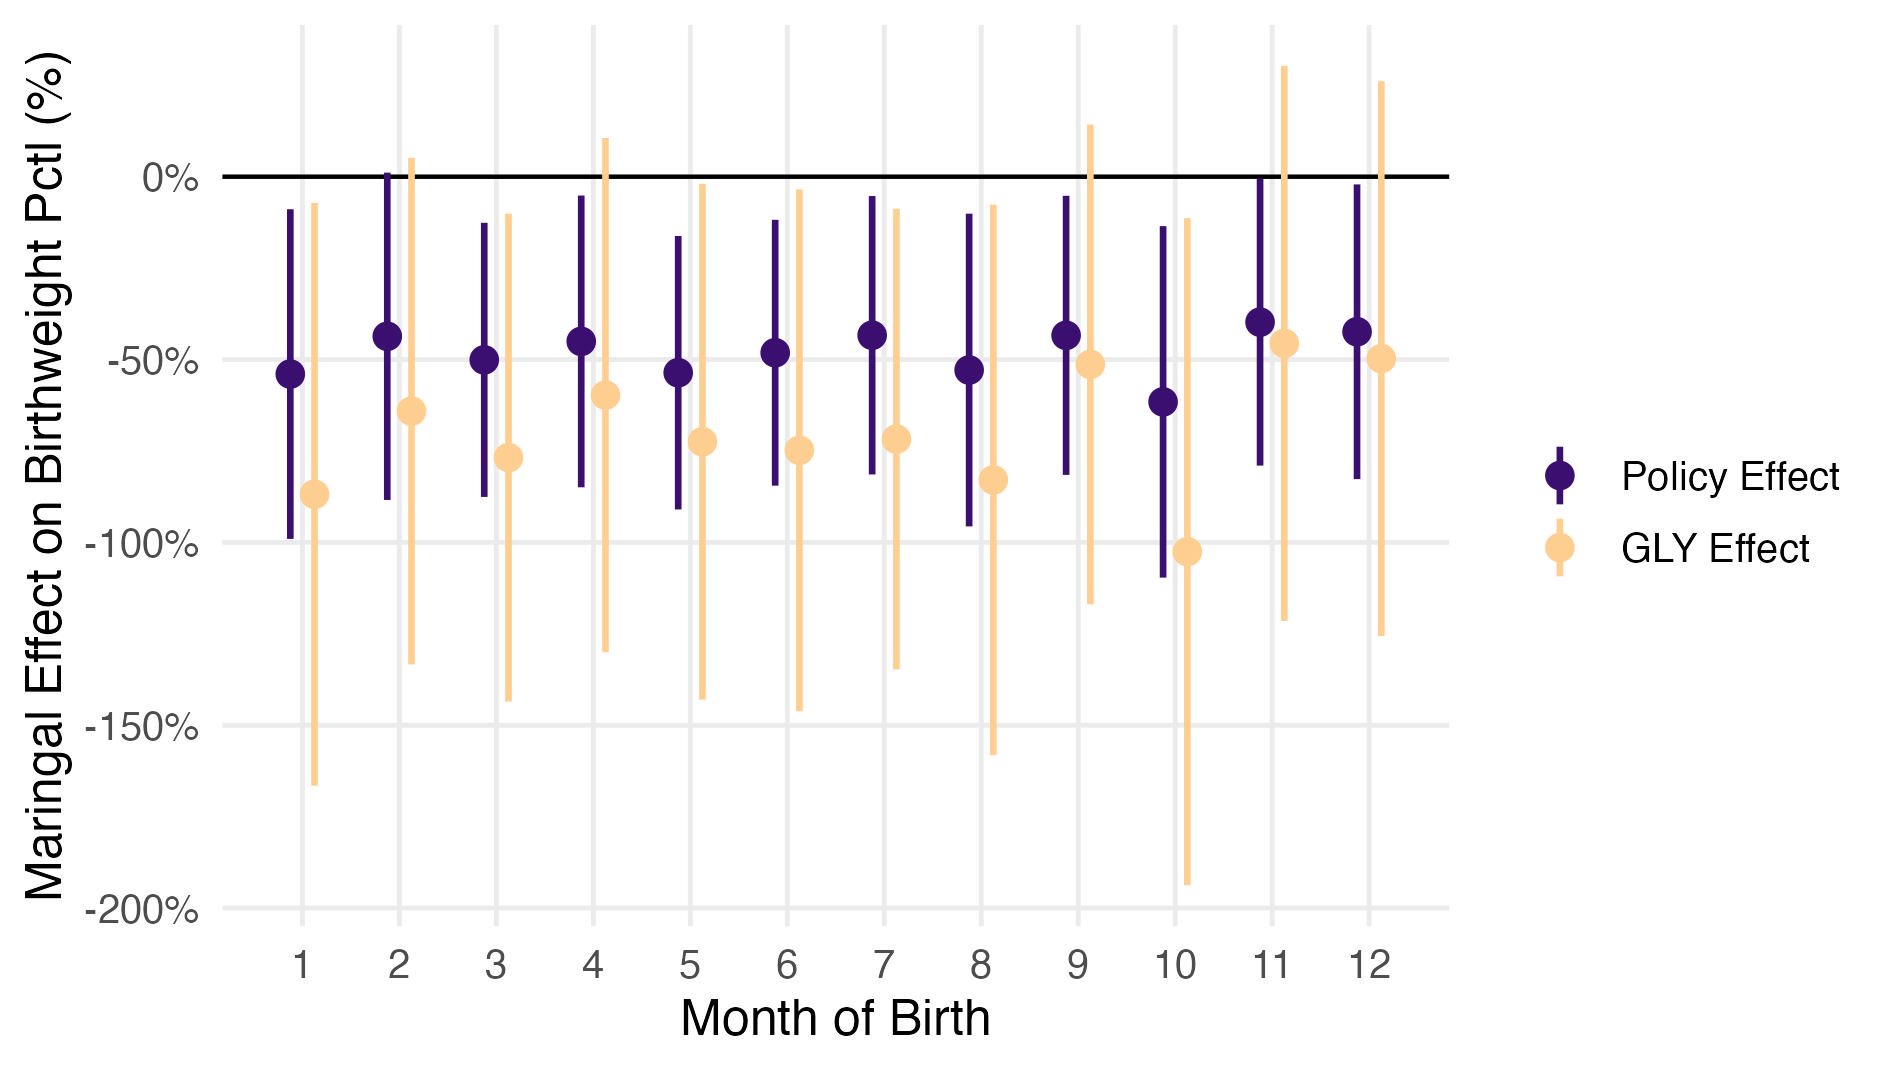 Maringal Effect on Birthweight Pctl (%)
0%
-50%
-100%
-150%
-200%
1 2 3 4 5 6 7 8 9 10 11 12
Month of Birth
Policy Effect
GLY Effect